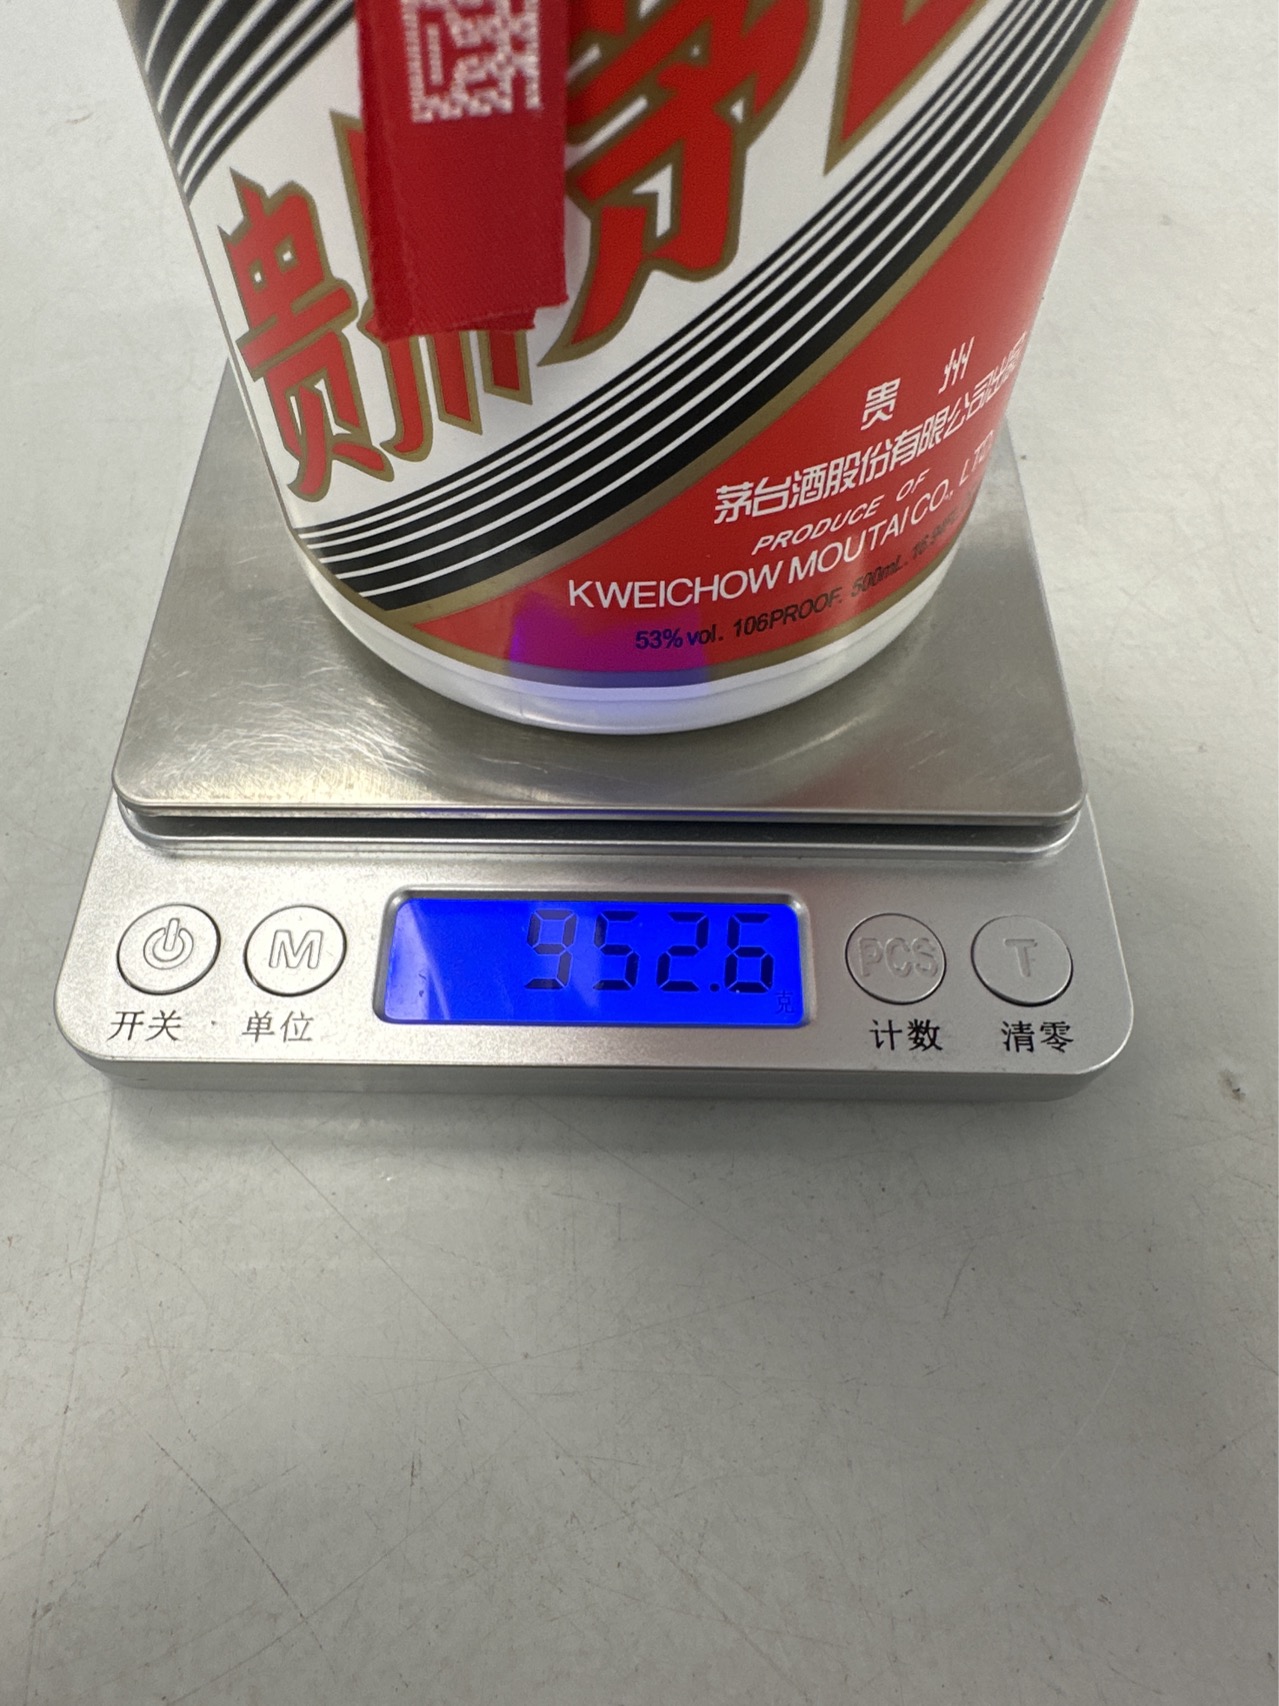 贵州茅
贵 州
茅台酒股份有限公司出品
PRODUCE OF
KWEICHOW MOUTAI CO., LTD
53% vol. 106PROOF. 500mL.
952.6
克
M
PCS
T
开关
单位
计数
清零